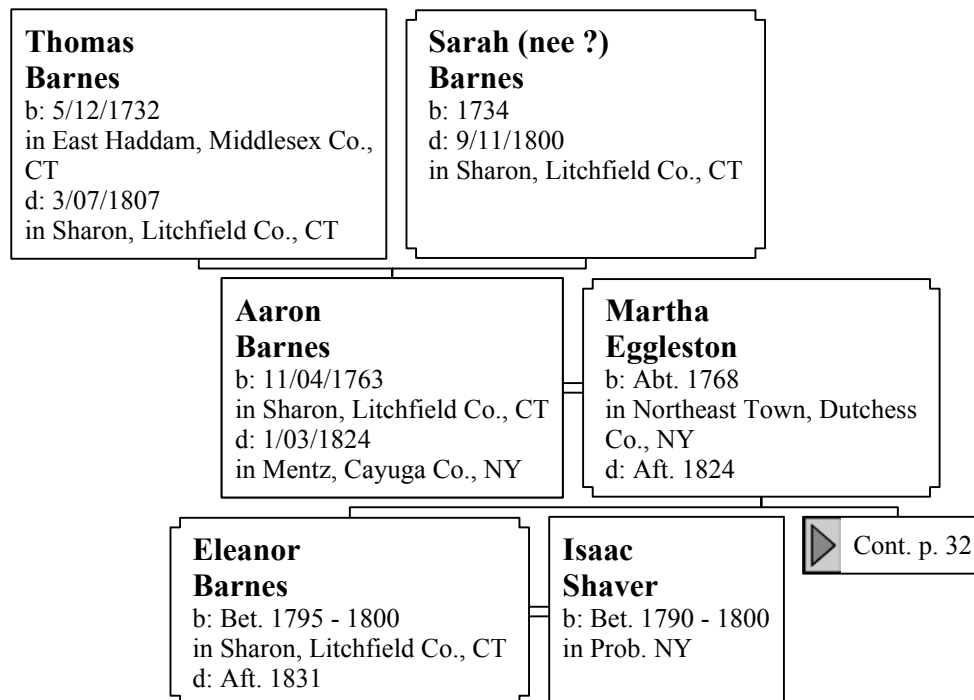 Thomas
Barnes
b: 5/12/1732
in East Haddam, Middlesex Co.,
CT
d: 3/07/1807
in Sharon, Litchfield Co., CT
Sarah (nee ?)
Barnes
b: 1734
d: 9/11/1800
in Sharon, Litchfield Co., CT
Aaron
Barnes
b: 11/04/1763
in Sharon, Litchfield Co., CT
d: 1/03/1824
in Mentz, Cayuga Co., NY
Martha
Eggleston
b: Abt. 1768
in Northeast Town, Dutchess
Co., NY
d: Aft. 1824
Eleanor
Barnes
b: Bet. 1795 - 1800
in Sharon, Litchfield Co., CT
d: Aft. 1831
Isaac
Shaver
b: Bet. 1790 - 1800
in Prob. NY
Cont. p. 32